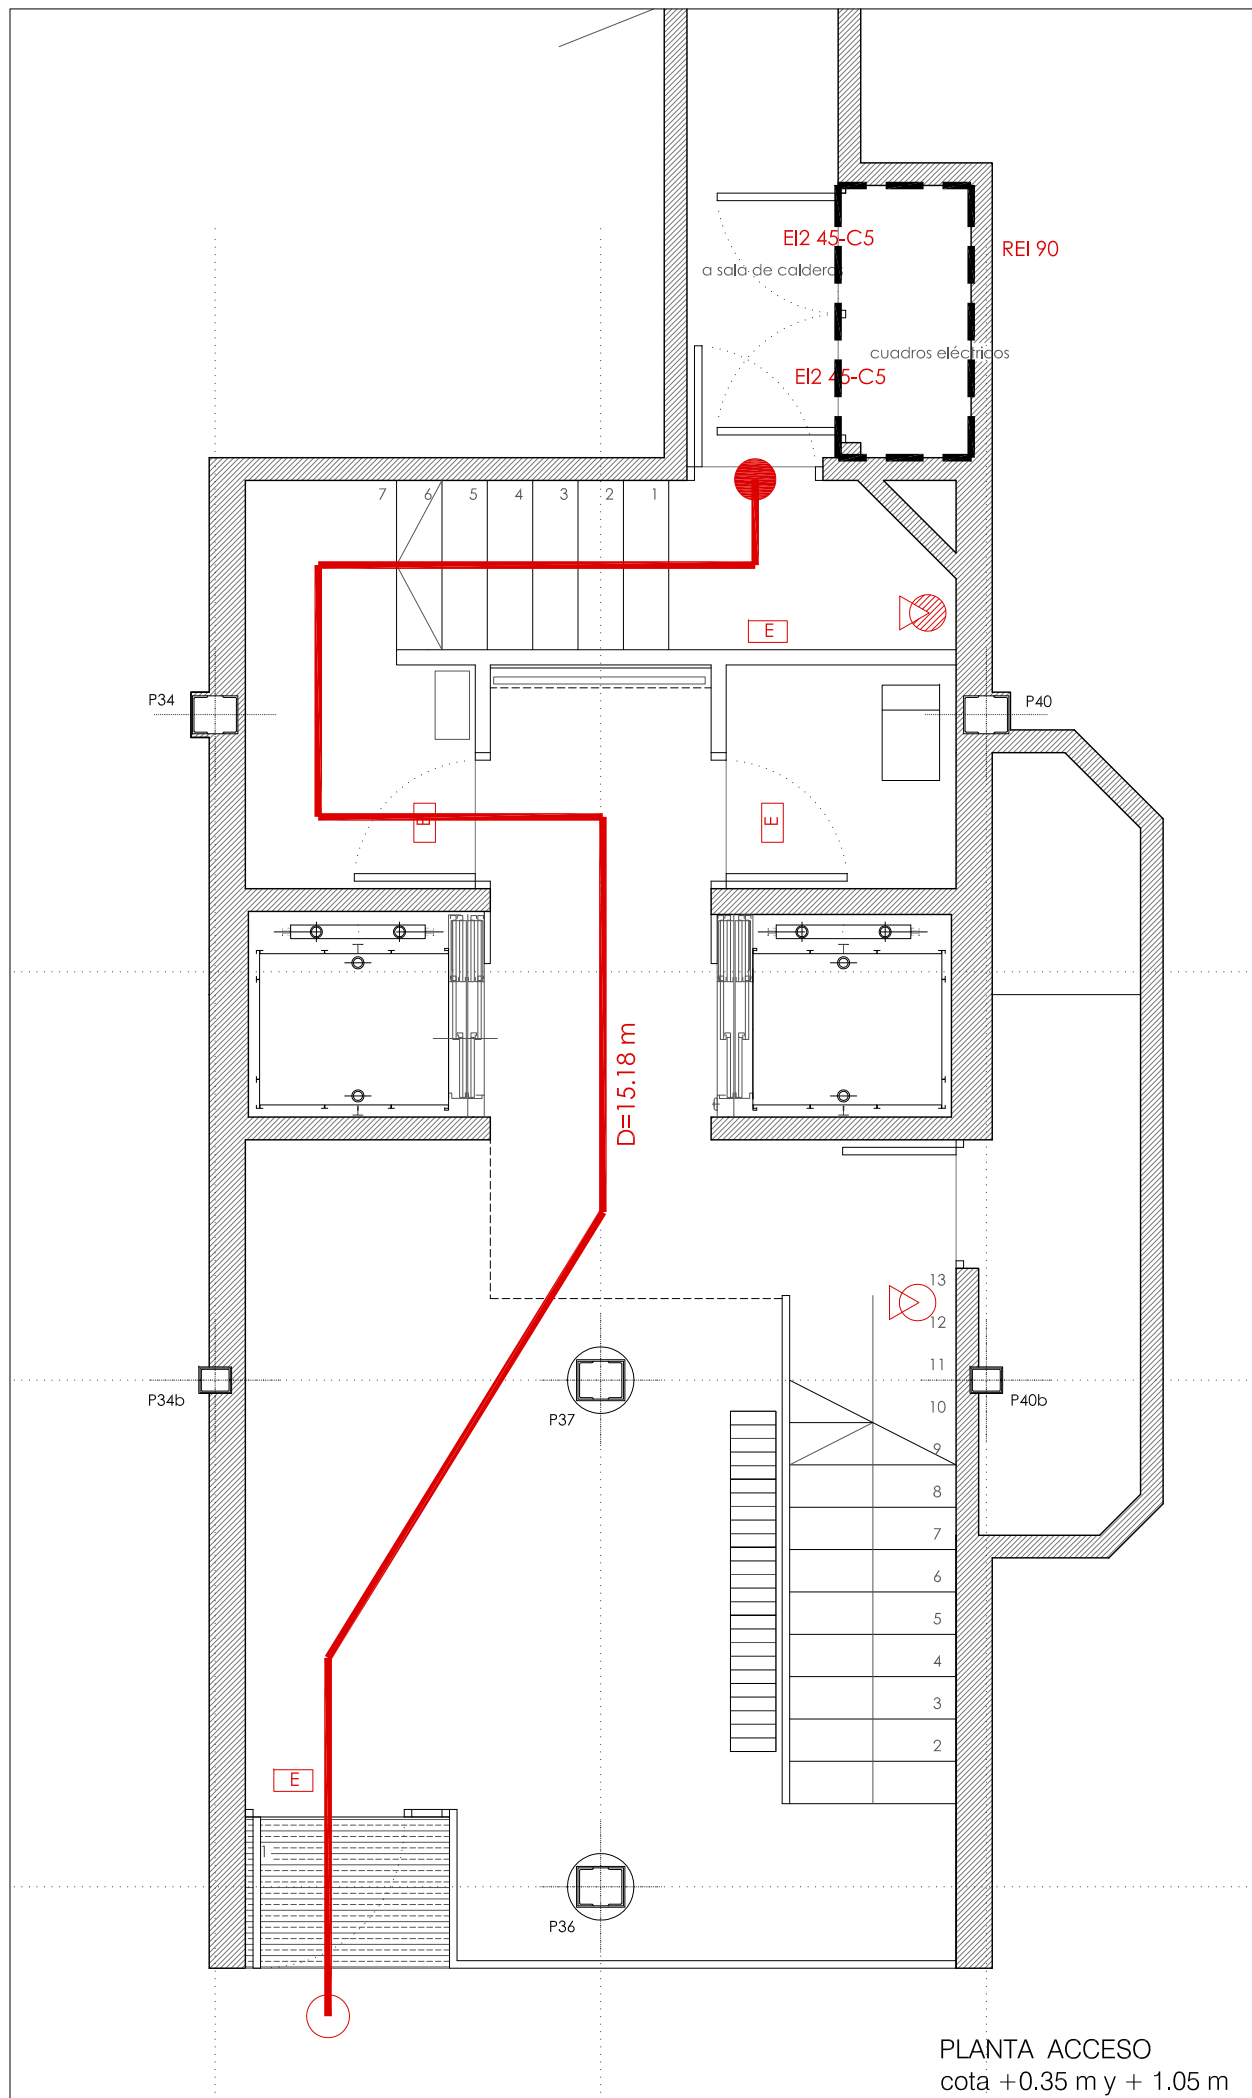 EI2 45-C5
REI 90
a sala de calderas
cuadros eléctricos
EI2 45-C5
7 6 5 4 3 2 1
E
P34
P40
E
E
D=15.18 m
13
12
11
10
9
8
7
6
5
4
3
2
P34b
P37
P40b
E
1
P36
PLANTA ACCESO
cota +0.35 m y + 1.05 m